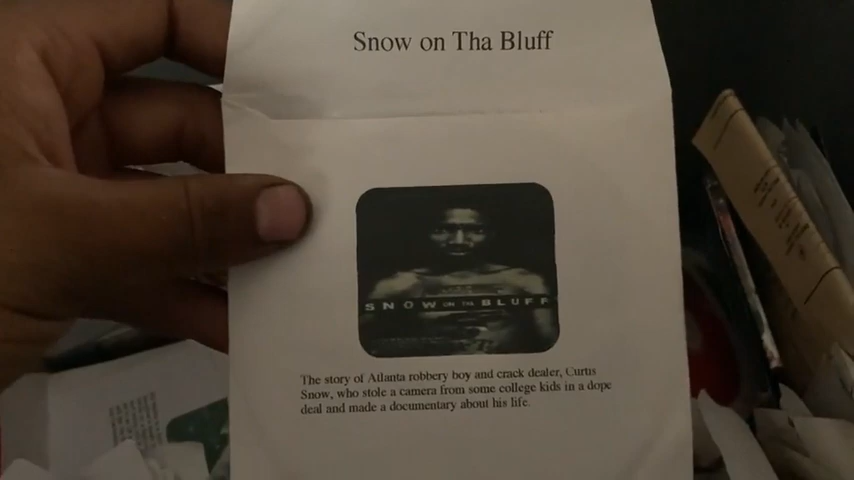 Snow on Tha Bluff
SNOW ON THA BLUFF
The story of Atlanta robbery boy and crack dealer, Curtis
Snow, who stole a camera from some college kids in a dope
deal and made a documentary about his life.